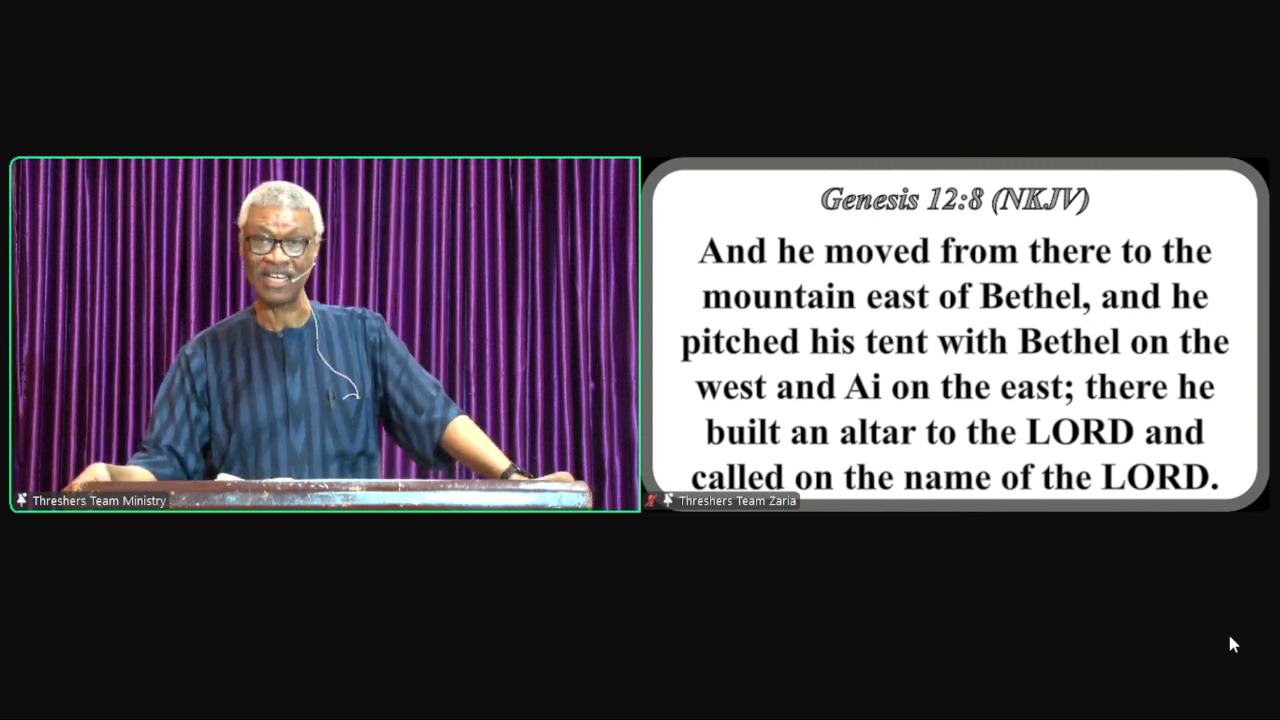 Genesis 12:8 (NKJV)
And he moved from there to the
mountain east of Bethel, and he
pitched his tent with Bethel on the
west and Ai on the east; there he
built an altar to the LORD and
called on the name of the LORD.
Threshers Team Ministry
Threshers Team Zaria